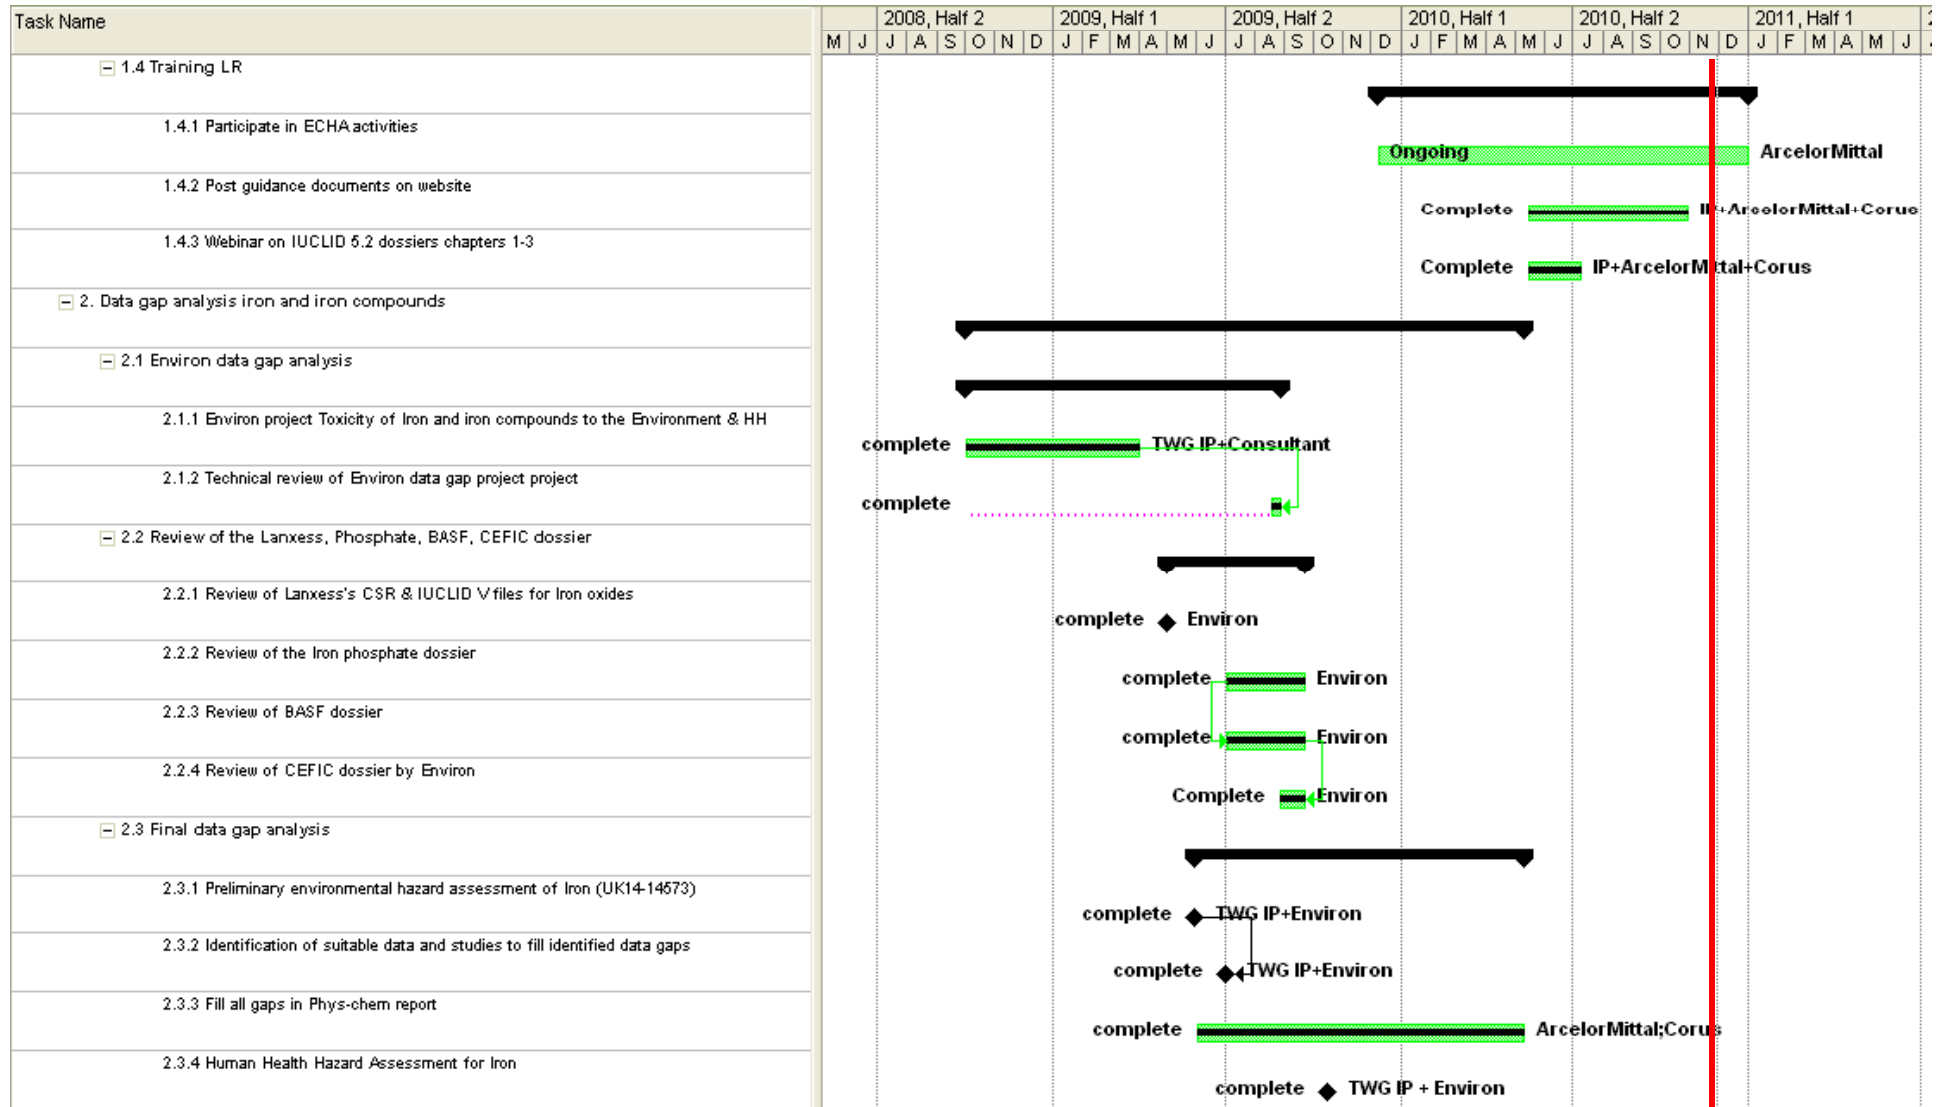 Task Name
2008, Half 2 2009, Half 1 2009, Half 2 2010, Half 1 2010, Half 2 2011, Half 1
M J J A S O N D J F M A M J J A S O N D J F M A M J J A S O N D J F M A M J
1.4 Training LR
1.4.1 Participate in ECHA activities
Ongoing ArcelorMittal
1.4.2 Post guidance documents on website
Complete IP+ArcelorMittal+Corus
1.4.3 Webinar on IUCLID 5.2 dossiers chapters 1-3
Complete IP+ArcelorMittal+Corus
2. Data gap analysis iron and iron compounds
2.1 Environ data gap analysis
2.1.1 Environ project Toxicity of Iron and iron compounds to the Environment & HH
complete TWG IP+Consultant
2.1.2 Technical review of Environ data gap project project
complete
2.2 Review of the Lanxess, Phosphate, BASF, CEFIC dossier
2.2.1 Review of Lanxess's CSR & IUCLID V files for Iron oxides
complete Environ
2.2.2 Review of the Iron phosphate dossier
complete Environ
2.2.3 Review of BASF dossier
complete Environ
2.2.4 Review of CEFIC dossier by Environ
Complete Environ
2.3 Final data gap analysis
2.3.1 Preliminary environmental hazard assessment of Iron (UK14-14573)
complete TWG IP+Environ
2.3.2 Identification of suitable data and studies to fill identified data gaps
complete TWG IP+Environ
2.3.3 Fill all gaps in Phys-chem report
complete ArcelorMittal;Corus
2.3.4 Human Health Hazard Assessment for Iron
complete TWG IP + Environ